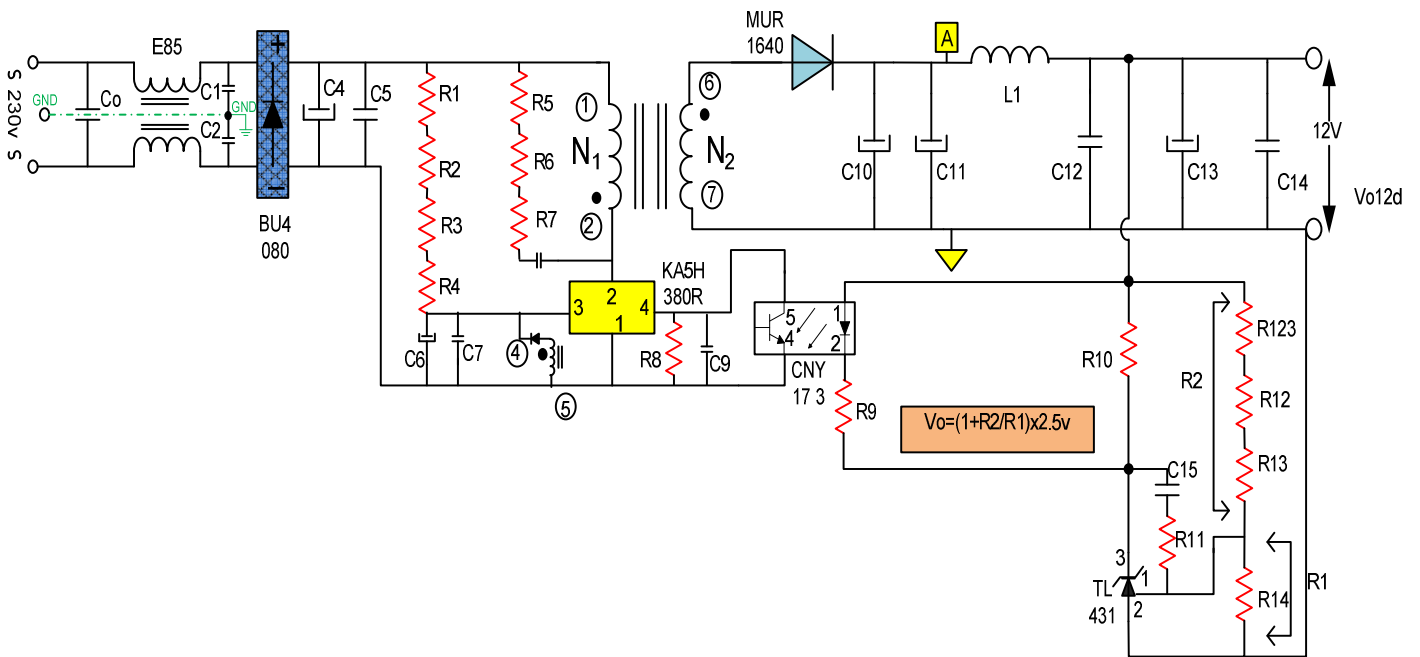 E85
S 230v S
GND
Co
C1
C2
GND
+
-
BU4
080
C4
C5
R1
R2
R3
R4
R5
R6
R7
1
N1
2
6
N2
7
MUR
1640
A
L1
C10
C11
C12
C13
C14
12V
Vo12d
C6
C7
4
5
3
2
4
1
KA5H
380R
R8
C9
5
4
1
2
CNY
17 3
R9
R10
Vo=(1+R2/R1)x2.5v
R2
R123
R12
R13
C15
R11
3
1
2
TL
431
R14
R1